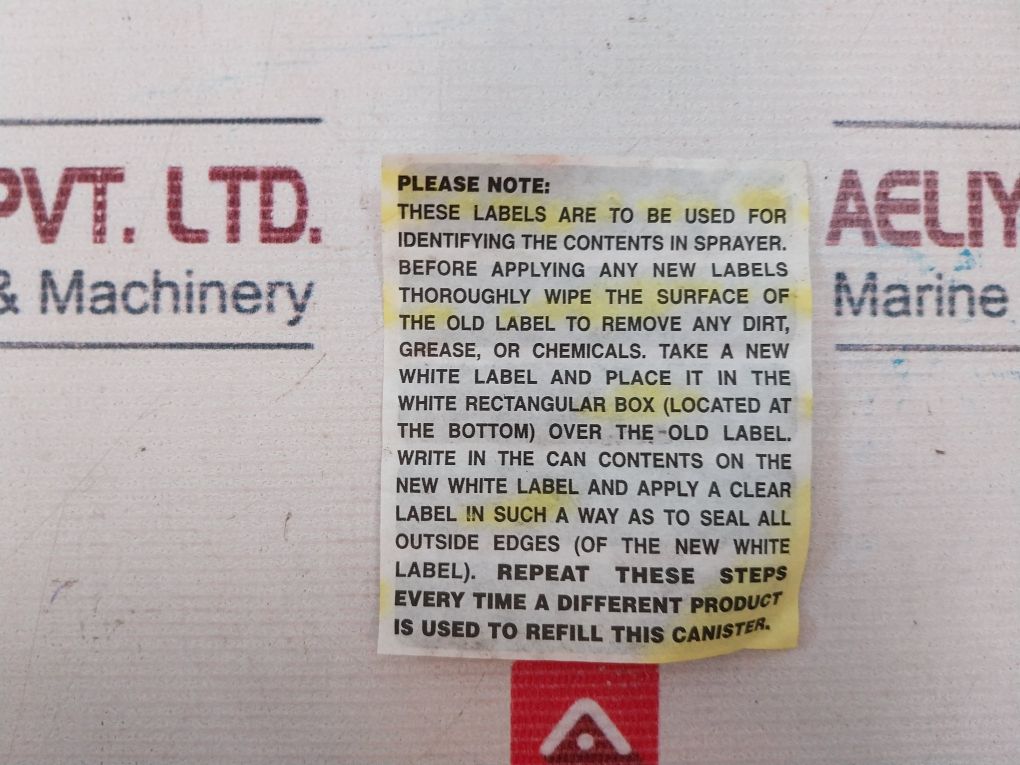 PVT. LTD.
& Machinery
PLEASE NOTE:
THESE LABELS ARE TO BE USED FOR
IDENTIFYING THE CONTENTS IN SPRAYER.
BEFORE APPLYING ANY NEW LABELS
THOROUGHLY WIPE THE SURFACE OF
THE OLD LABEL TO REMOVE ANY DIRT,
GREASE, OR CHEMICALS. TAKE A NEW
WHITE LABEL AND PLACE IT IN THE
WHITE RECTANGULAR BOX (LOCATED AT
THE BOTTOM) OVER THE OLD LABEL.
WRITE IN THE CAN CONTENTS ON THE
NEW WHITE LABEL AND APPLY A CLEAR
LABEL IN SUCH A WAY AS TO SEAL ALL
OUTSIDE EDGES (OF THE NEW WHITE
LABEL). REPEAT THESE STEPS
EVERY TIME A DIFFERENT PRODUCT
IS USED TO REFILL THIS CANISTER.
AELIY
Marine